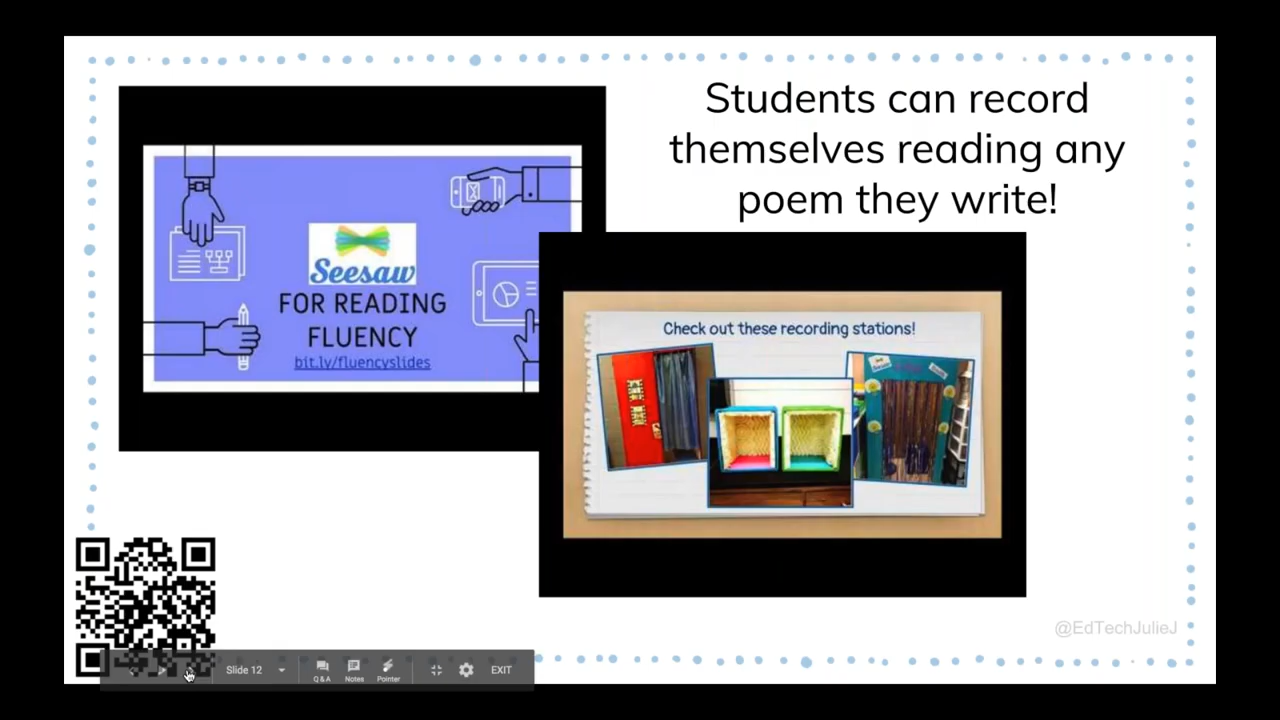 Students can record
themselves reading any
poem they write!
Seesaw
FOR READING
FLUENCY
bit.ly/fluencyslides
Check out these recording stations!
Seesaw
@EdTechJulieJ
Slide 12
Q & A
Notes
Pointer
EXIT